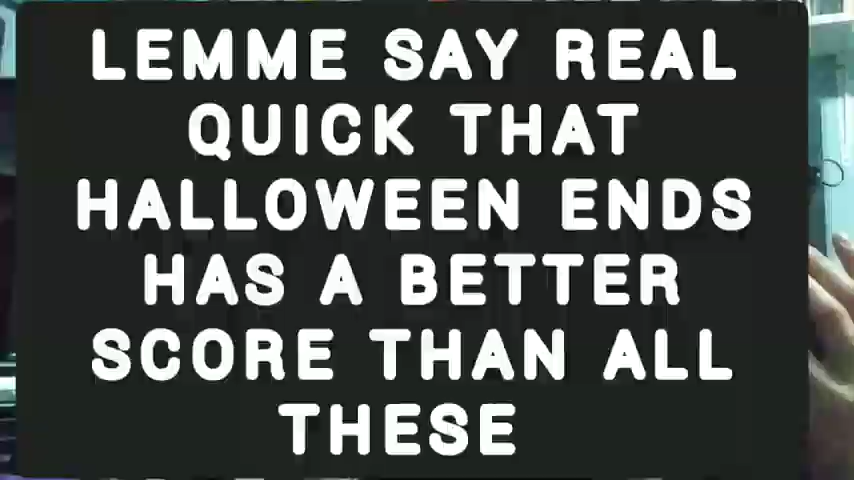 LEMME SAY REAL
QUICK THAT
HALLOWEEN ENDS
HAS A BETTER
SCORE THAN ALL
THESE